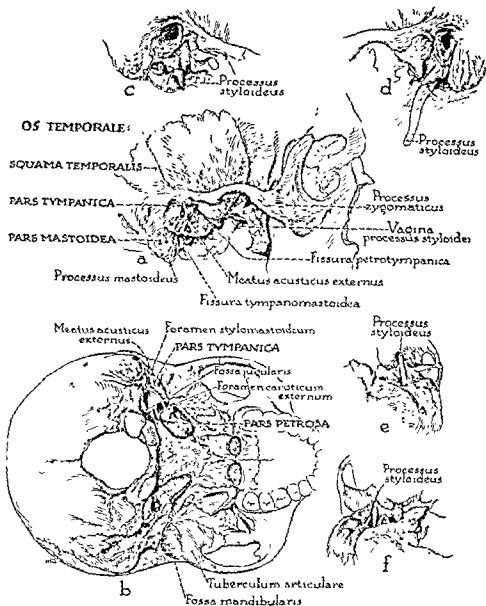 Processus
styloideus
c
d
Processus
styloideus
OS TEMPORALE:
SQUAMA TEMPORALIS
PARS TYMPANICA
PARS MASTOIDEA
a
Processus
zygomaticus
Vagina
processus styloidei
Fissura petrotympanica
Processus mastoideus
Meatus acusticus externus
Fissura tympanomastoidea
Meatus acusticus
externus
Foramen stylomastoideum
PARS TYMPANICA
Fossa jugularis
Foramen caroticum
externum
PARS PETROSA
Processus
styloideus
e
Processus
styloideus
f
b
Tuberculum articulare
Fossa mandibularis